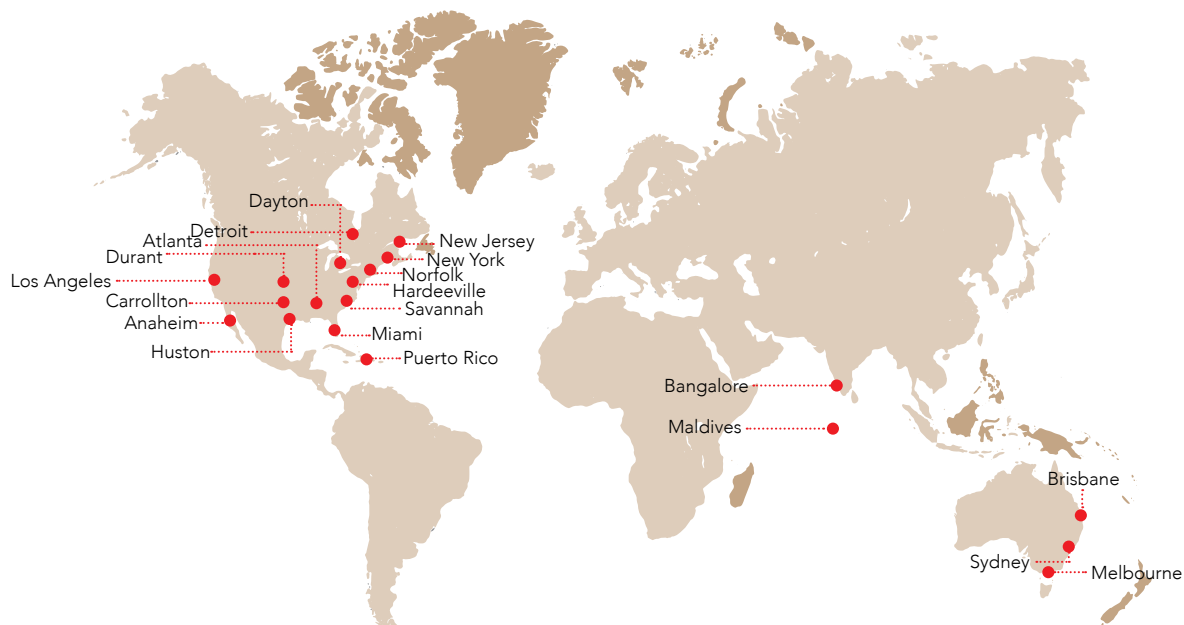 Dayton
Detroit
Atlanta
Durant
Los Angeles
Carrollton
Anaheim
Huston
New Jersey
New York
Norfolk
Hardeeville
Savannah
Miami
Puerto Rico
Bangalore
Maldives
Brisbane
Sydney
Melbourne